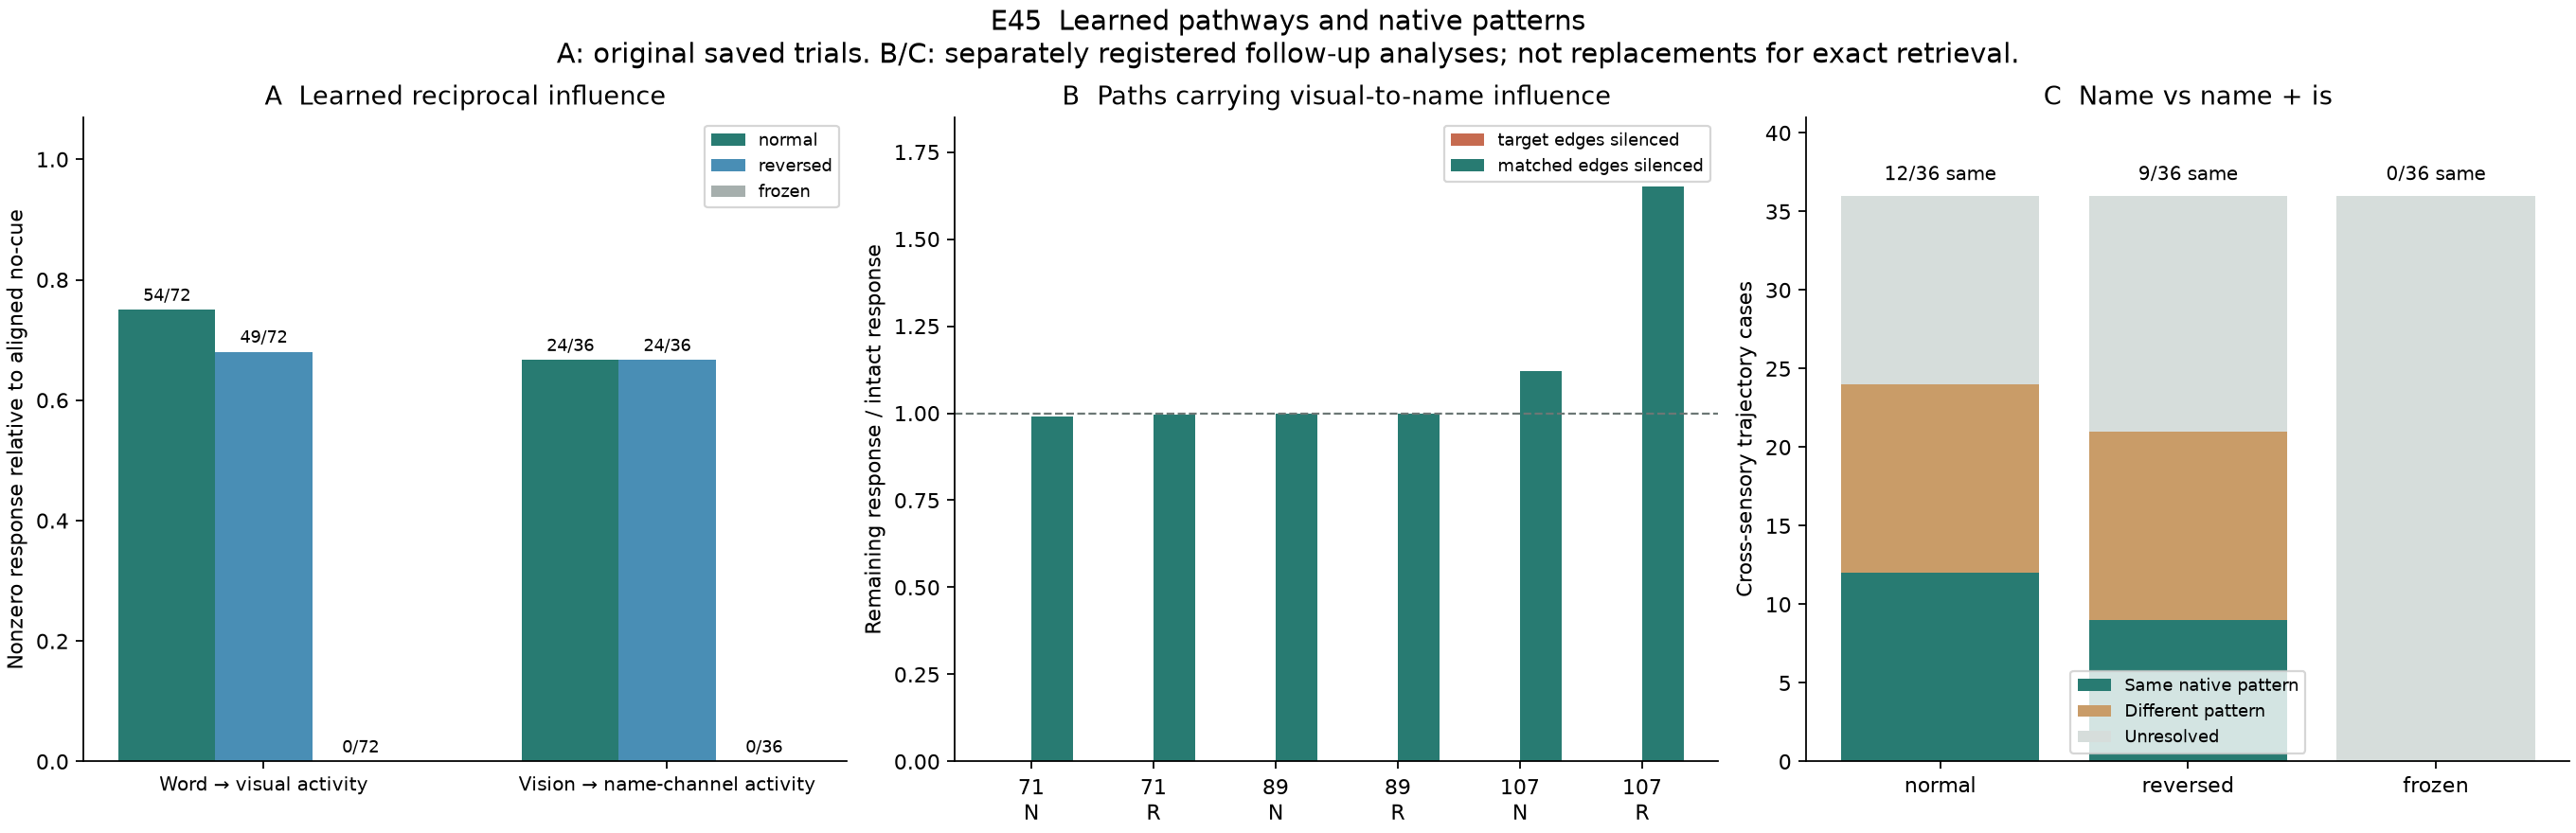 E45  Learned pathways and native patterns
A: original saved trials. B/C: separately registered follow-up analyses; not replacements for exact retrieval.
A  Learned reciprocal influence
Nonzero response relative to aligned no-cue
1.0
0.8
0.6
0.4
0.2
0.0
normal
reversed
frozen
54/72
49/72
0/72
24/36
24/36
0/36
Word → visual activity
Vision → name-channel activity
B  Paths carrying visual-to-name influence
Remaining response / intact response
1.75
1.50
1.25
1.00
0.75
0.50
0.25
0.00
target edges silenced
matched edges silenced
71
N
71
R
89
N
89
R
107
N
107
R
C  Name vs name + is
Cross-sensory trajectory cases
40
35
30
25
20
15
10
5
0
12/36 same
9/36 same
0/36 same
Same native pattern
Different pattern
Unresolved
normal
reversed
frozen